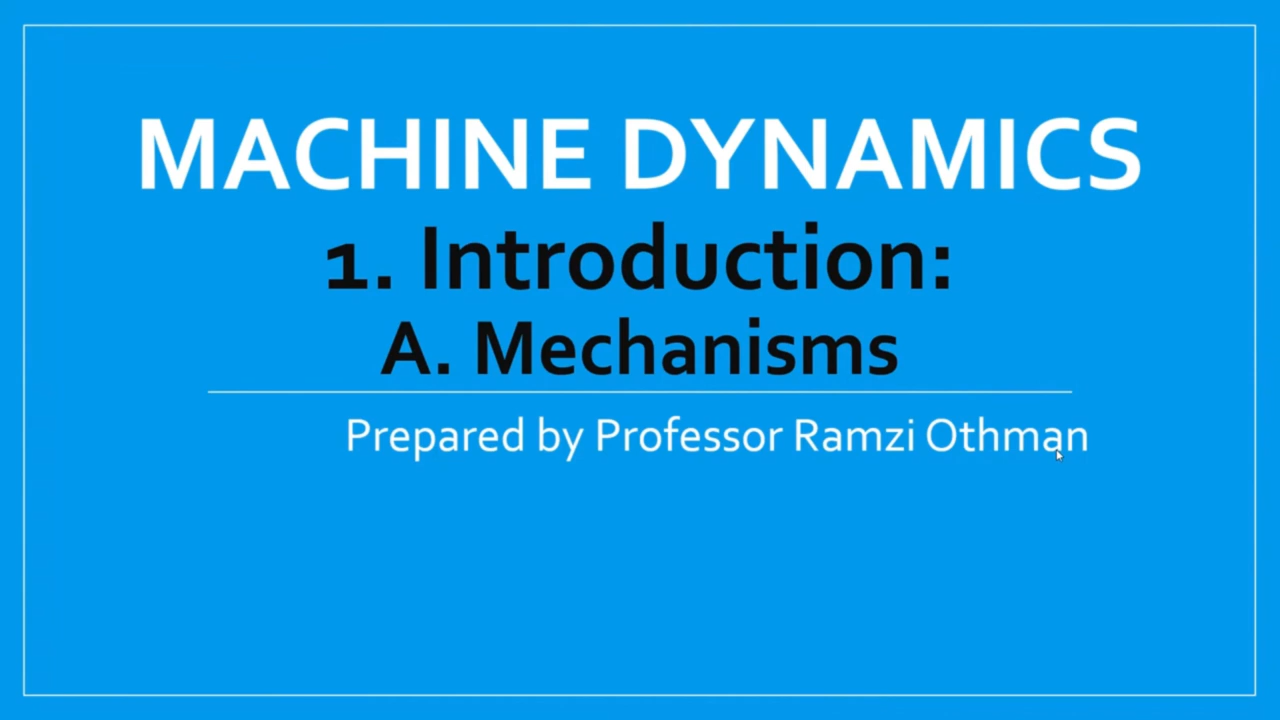 MACHINE DYNAMICS
1. Introduction:
A. Mechanisms
Prepared by Professor Ramzi Othman